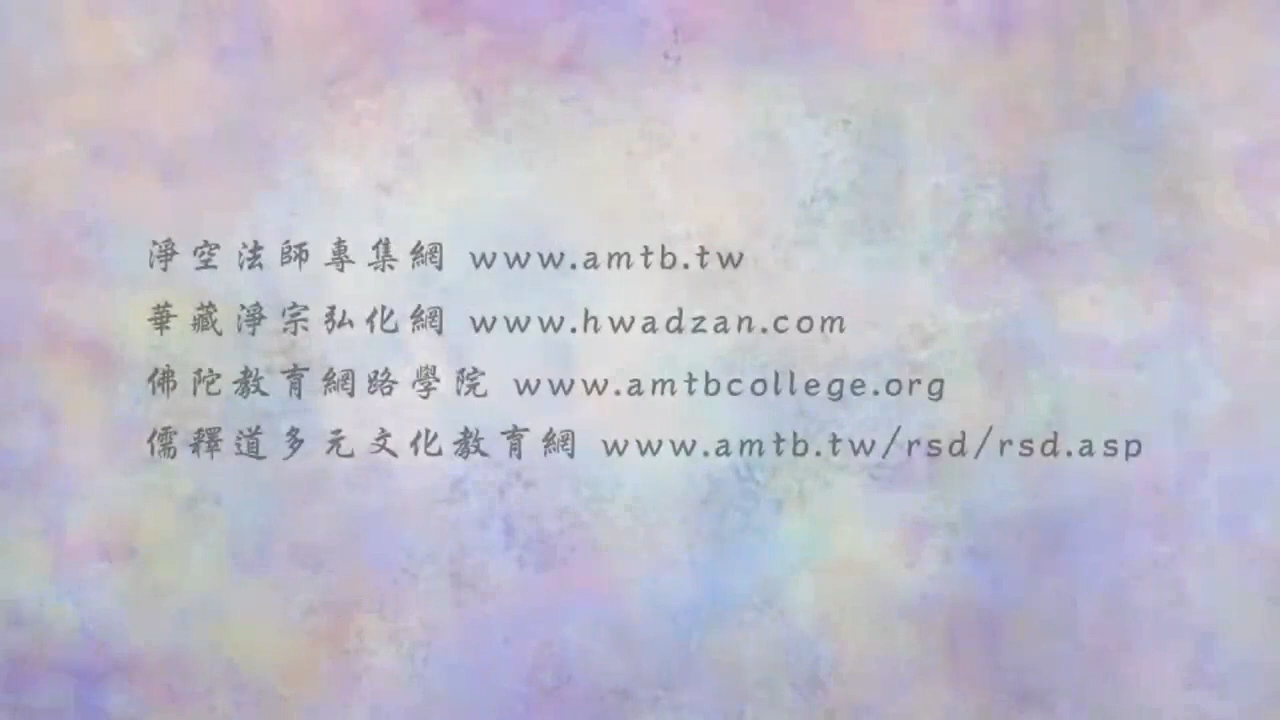 淨空法師專集網 www.amtb.tw
華藏淨宗弘化網 www.hwadzan.com
佛陀教育網路學院 www.amtbcollege.org
儒釋道多元文化教育網 www.amtb.tw/rsd/rsd.asp